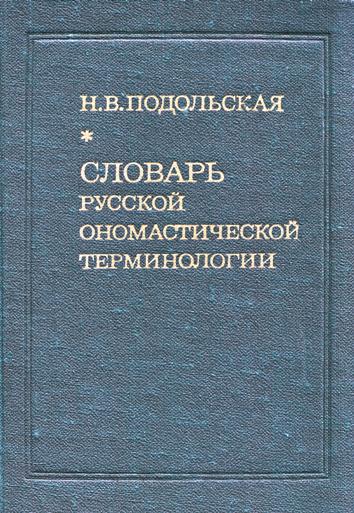 Н.В.ПОДОЛЬСКАЯ
*
СЛОВАРЬ
РУССКОЙ
ОНОМАСТИЧЕСКОЙ
ТЕРМИНОЛОГИИ